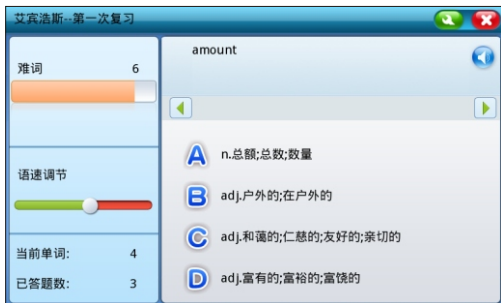 艾宾浩斯--第一次复习
难词 6
语速调节
当前单词: 4
已答题数: 3
amount
A n.总额;总数;数量
B adj.户外的;在户外的
C adj.和蔼的;仁慈的;友好的;亲切的
D adj.富有的;富裕的;富饶的